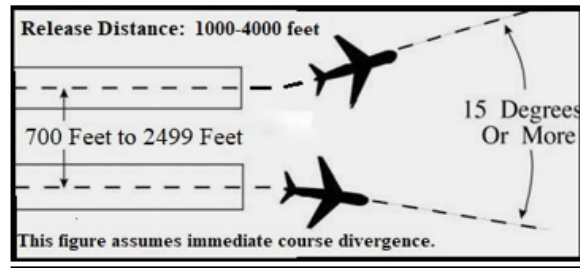 Release Distance: 1000-4000 feet
700 Feet to 2499 Feet
15 Degrees
Or More
This figure assumes immediate course divergence.